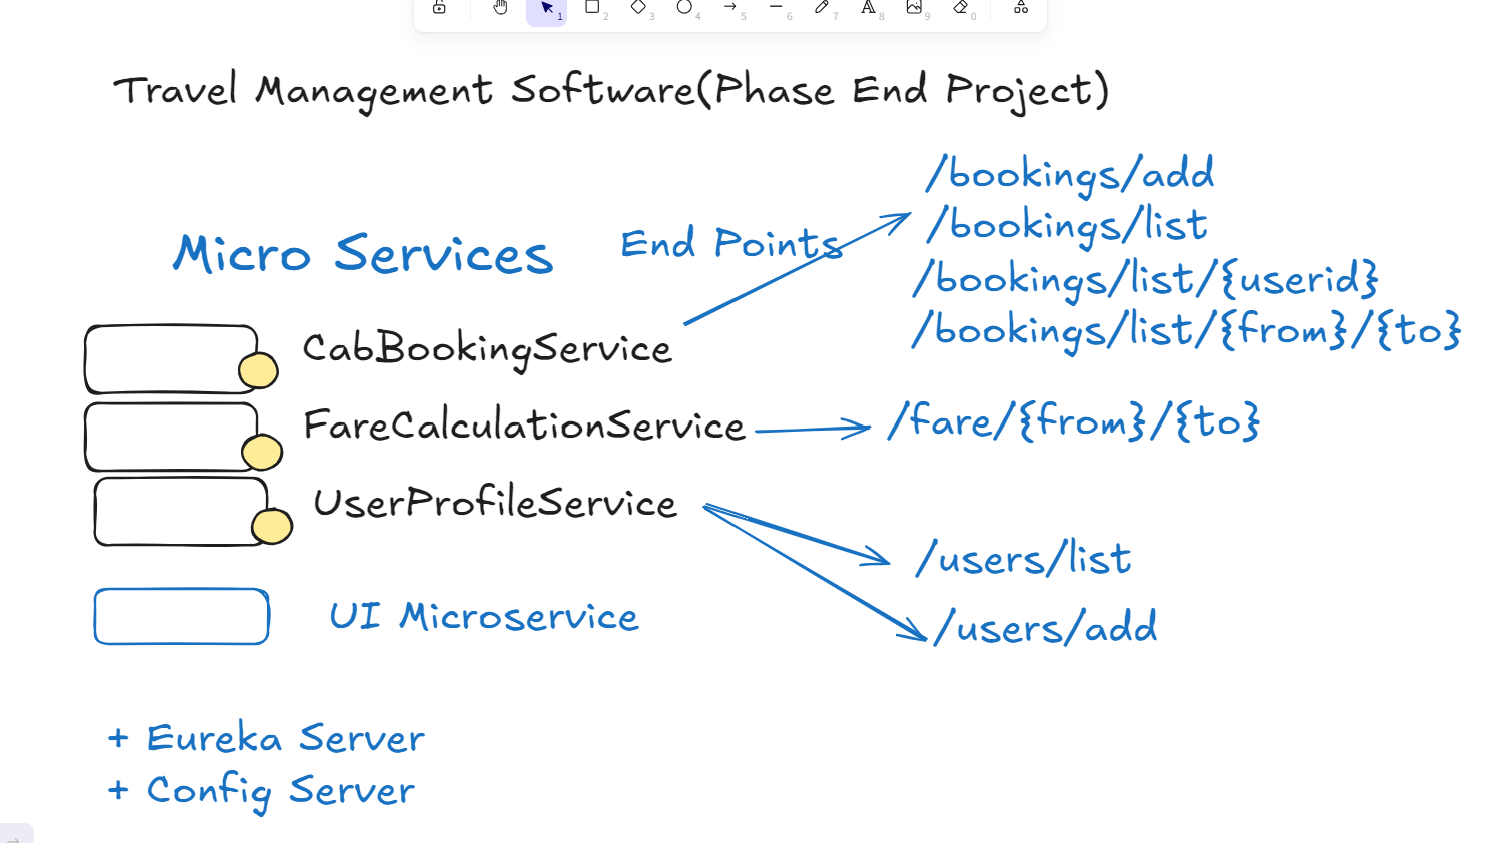 1
2
3
4
5
6
7
8
9
0
Travel Management Software(Phase End Project)
Micro Services
End Points
/bookings/add
/bookings/list
/bookings/list/{userid}
/bookings/list/{from}/{to}
CabBookingService
FareCalculationService
/fare/{from}/{to}
UserProfileService
/users/list
/users/add
UI Microservice
+ Eureka Server
+ Config Server